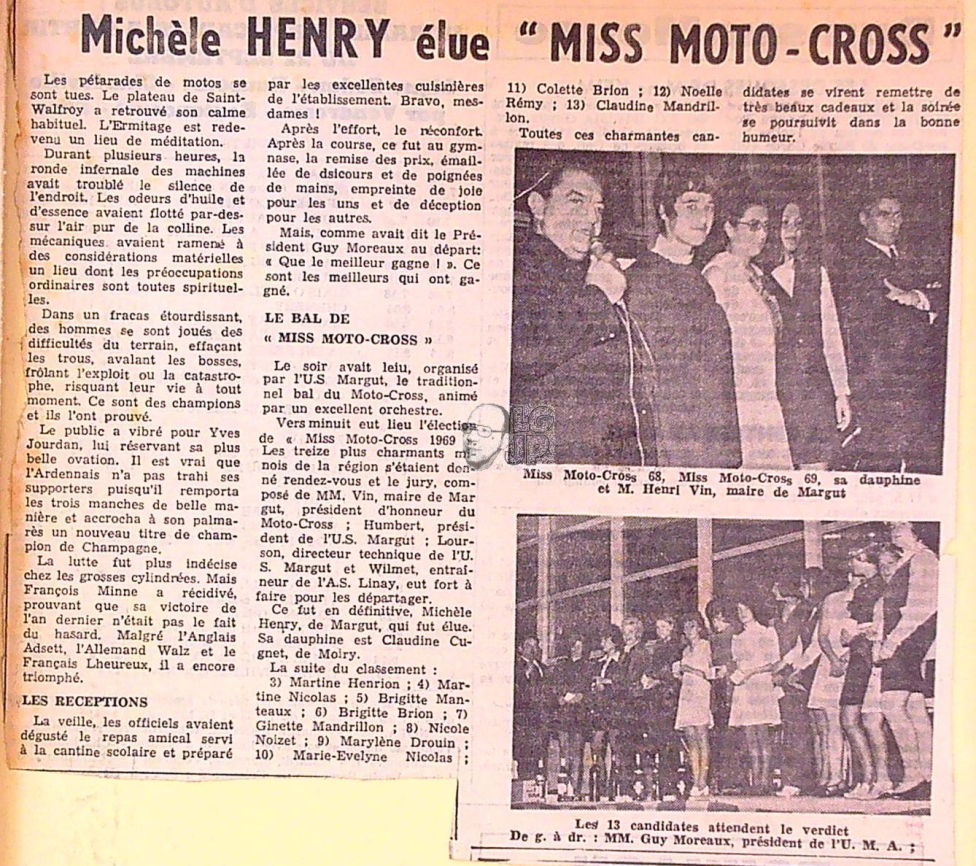 Michèle HENRY élue “ MISS MOTO - CROSS ”
Les pétarades de motos se
sont tues. Le plateau de Saint-
Walfroy a retrouvé son calme
habituel. L'Ermitage est rede-
venu un lieu de méditation.
Durant plusieurs heures, la
ronde infernale des machines
avait troublé le silence de
l'endroit. Les odeurs d'huile et
d'essence avaient flotté par-des-
sur l'air pur de la colline. Les
mécaniques avaient ramené à
des considérations matérielles
un lieu dont les préoccupations
ordinaires sont toutes spirituel-
les.
Dans un fracas étourdissant,
des hommes se sont joués des
difficultés du terrain, effaçant
les trous, avalant les bosses,
frôlant l'exploit ou la catastro-
phe, risquant leur vie à tout
moment. Ce sont des champions
et ils l'ont prouvé.
Le public a vibré pour Yves
Jourdan, lui réservant sa plus
belle ovation. Il est vrai que
l'Ardennais n'a pas trahi ses
supporters puisqu'il remporta
les trois manches de belle ma-
nière et accrocha à son palma-
rès un nouveau titre de cham-
pion de Champagne.
La lutte fut plus indécise
chez les grosses cylindrées. Mais
François Minne a récidivé,
prouvant que sa victoire de
l'an dernier n'était pas le fait
du hasard. Malgré l'Anglais
Adsett, l'Allemand Walz et le
Français Lheureux, il a encore
triomphé.
LES RECEPTIONS
La veille, les officiels avaient
dégusté le repas amical servi
à la cantine scolaire et préparé
par les excellentes cuisinières
de l'établissement. Bravo, mes-
dames !
Après l'effort, le réconfort.
Après la course, ce fut au gym-
nase, la remise des prix, émail-
lée de dsicours et de poignées
de mains, empreinte de joie
pour les uns et de déception
pour les autres.
Mais, comme avait dit le Pré-
sident Guy Moreaux au départ:
« Que le meilleur gagne ! ». Ce
sont les meilleurs qui ont ga-
gné.
LE BAL DE
« MISS MOTO-CROSS »
Le soir avait leiu, organisé
par l'U.S Margut, le tradition-
nel bal du Moto-Cross, animé
par un excellent orchestre.
Vers minuit eut lieu l'élection
de « Miss Moto-Cross 1969
Les treize plus charmants mi-
nois de la région s'étaient don-
né rendez-vous et le jury, com-
posé de MM. Vin, maire de Mar
gut, président d'honneur du
Moto-Cross ; Humbert, prési-
dent de l'U.S. Margut ; Lour-
son, directeur technique de l'U.
S. Margut et Wilmet, entraî-
neur de l'A.S. Linay, eut fort à
faire pour les départager.
Ce fut en définitive, Michèle
Henry, de Margut, qui fut élue.
Sa dauphine est Claudine Cu-
gnet, de Moiry.
La suite du classement :
3) Martine Henrion ; 4) Mar-
tine Nicolas ; 5) Brigitte Man-
teaux ; 6) Brigitte Brion ; 7)
Ginette Mandrillon ; 8) Nicole
Noizet ; 9) Marylène Drouin ;
10) Marie-Evelyne Nicolas ;
11) Colette Brion ; 12) Noelle
Rémy ; 13) Claudine Mandril-
lon.
Toutes ces charmantes can-
didates se virent remettre de
très beaux cadeaux et la soirée
se poursuivit dans la bonne
humeur.
Miss Moto-Cross 68, Miss Moto-Cross 69, sa dauphine
et M. Henri Vin, maire de Margut
Les 13 candidates attendent le verdict
De g. à dr. : MM. Guy Moreaux, président de l'U. M. A. ;